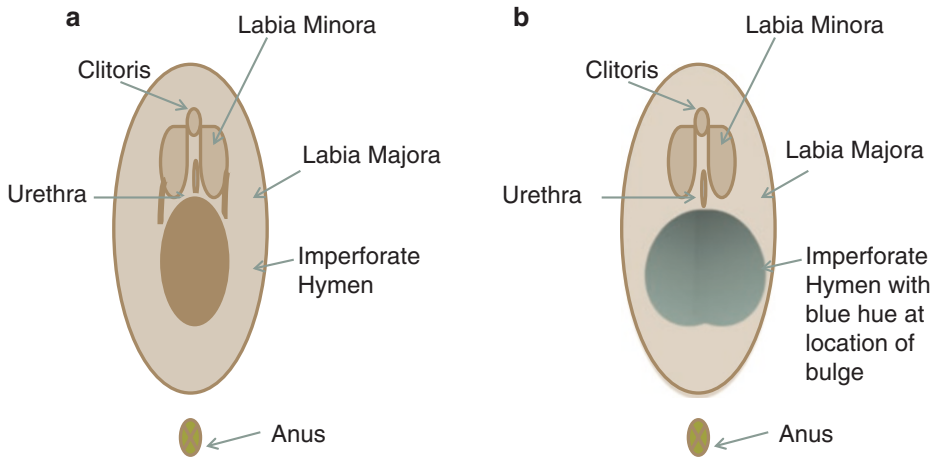 a
Labia Minora
Clitoris
Labia Majora
Urethra
Imperforate
Hymen
Anus
b
Labia Minora
Clitoris
Labia Majora
Urethra
Imperforate
Hymen with
blue hue at
location of
bulge
Anus